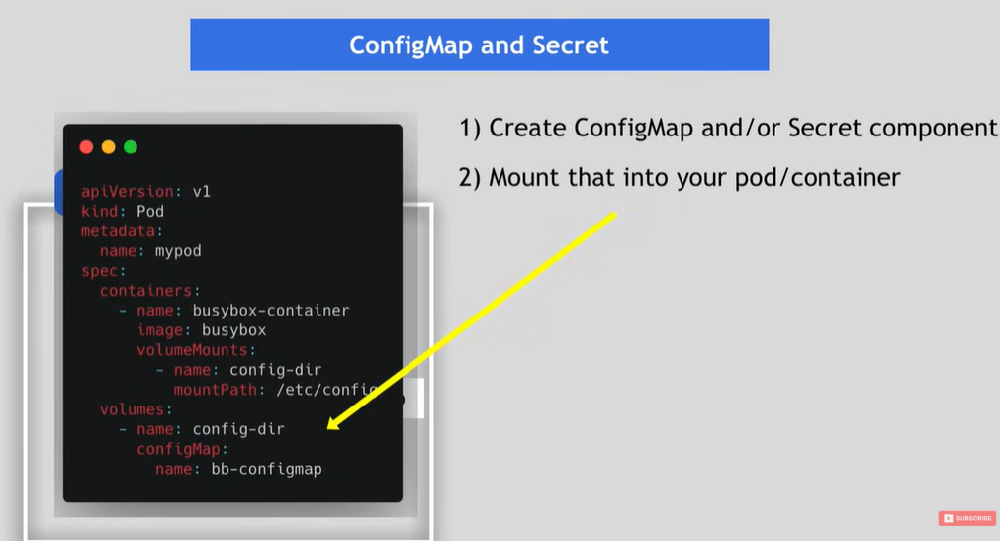 ConfigMap and Secret
1) Create ConfigMap and/or Secret component
2) Mount that into your pod/container
apiVersion: v1
kind: Pod
metadata:
  name: mypod
spec:
  containers:
    - name: busybox-container
      image: busybox
      volumeMounts:
        - name: config-dir
          mountPath: /etc/config
  volumes:
    - name: config-dir
      configMap:
        name: bb-configmap
SUBSCRIBE